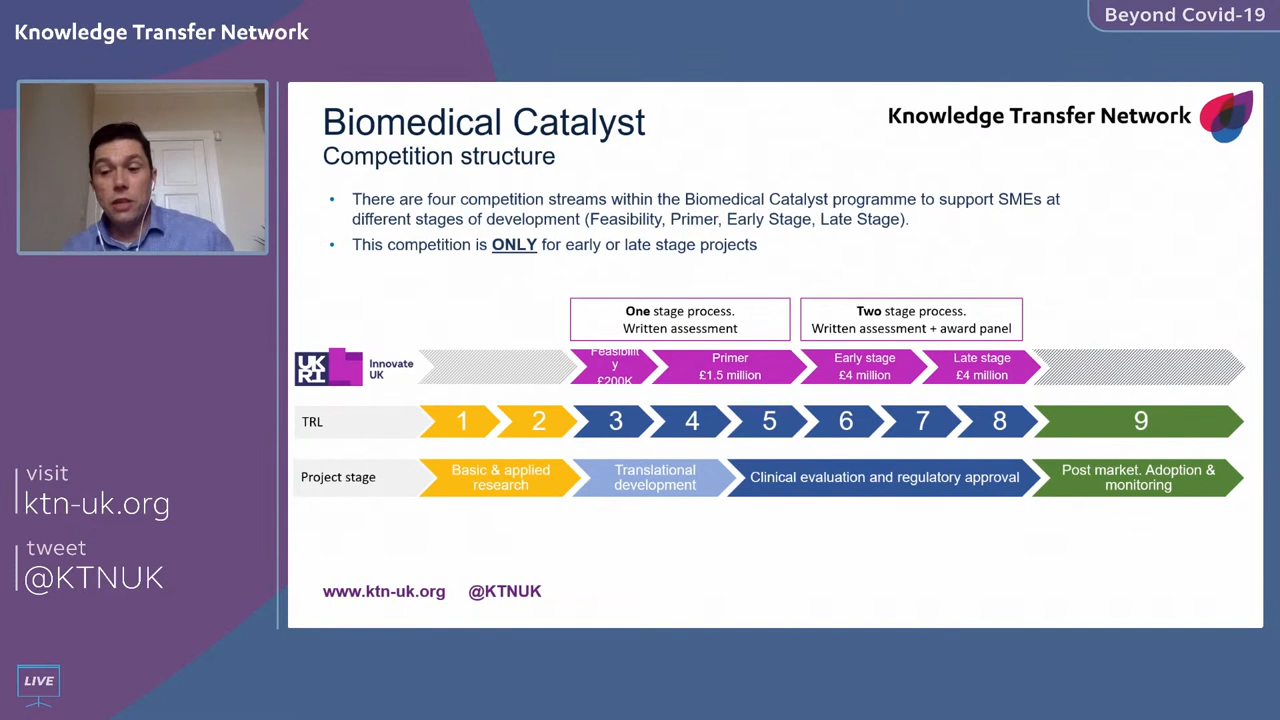 Knowledge Transfer Network
Beyond Covid-19
Biomedical Catalyst
Competition structure
Knowledge Transfer Network
• There are four competition streams within the Biomedical Catalyst programme to support SMEs at
different stages of development (Feasibility, Primer, Early Stage, Late Stage).
• This competition is ONLY for early or late stage projects
One stage process.
Written assessment
Two stage process.
Written assessment + award panel
UK
RI
Innovate
UK
Feasibilit
y
£200K
Primer
£1.5 million
Early stage
£4 million
Late stage
£4 million
TRL
1
2
3
4
5
6
7
8
9
Project stage
Basic & applied
research
Translational
development
Clinical evaluation and regulatory approval
Post market. Adoption &
monitoring
www.ktn-uk.org @KTNUK
visit
ktn-uk.org
tweet
@KTNUK
LIVE